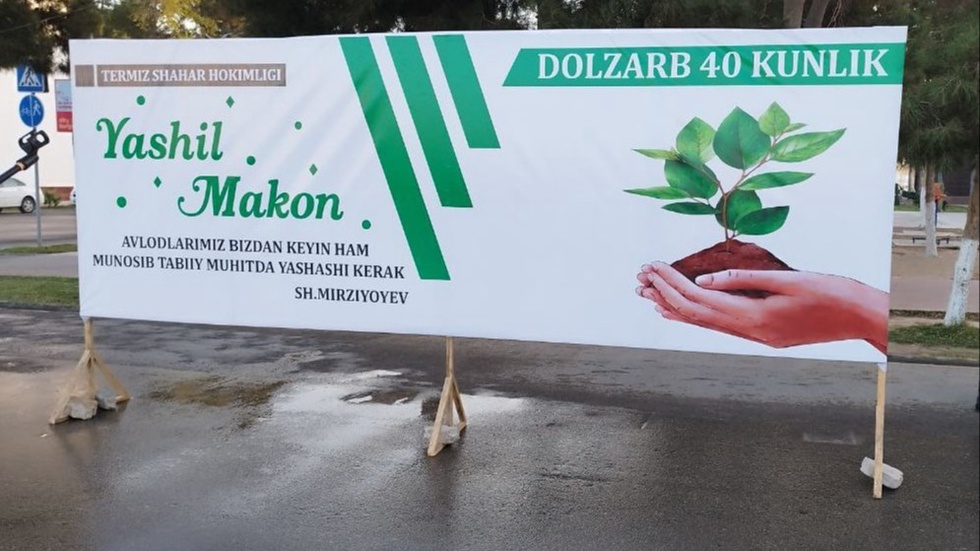 TERMIZ SHAHAR HOKIMLIGI
Yashil
Makon
AVLODLARIMIZ BIZDAN KEYIN HAM
MUNOSIB TABIIY MUHITDA YASHASHI KERAK
SH.MIRZIYOYEV
DOLZARB 40 KUNLIK